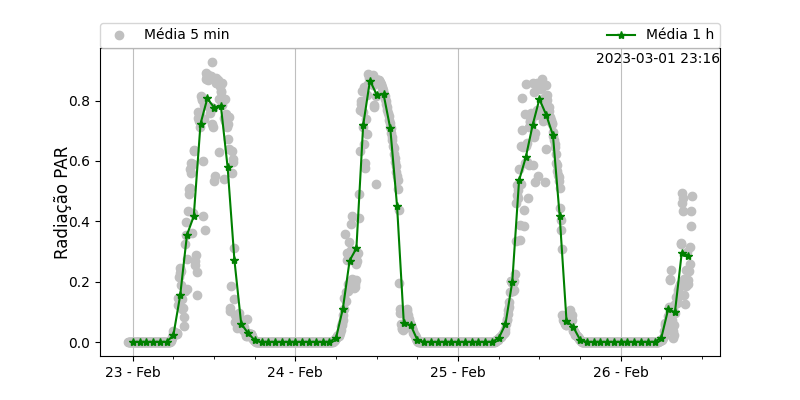 Média 5 min
Média 1 h
2023-03-01 23:16
Radiação PAR
0.8
0.6
0.4
0.2
0.0
23 - Feb
24 - Feb
25 - Feb
26 - Feb